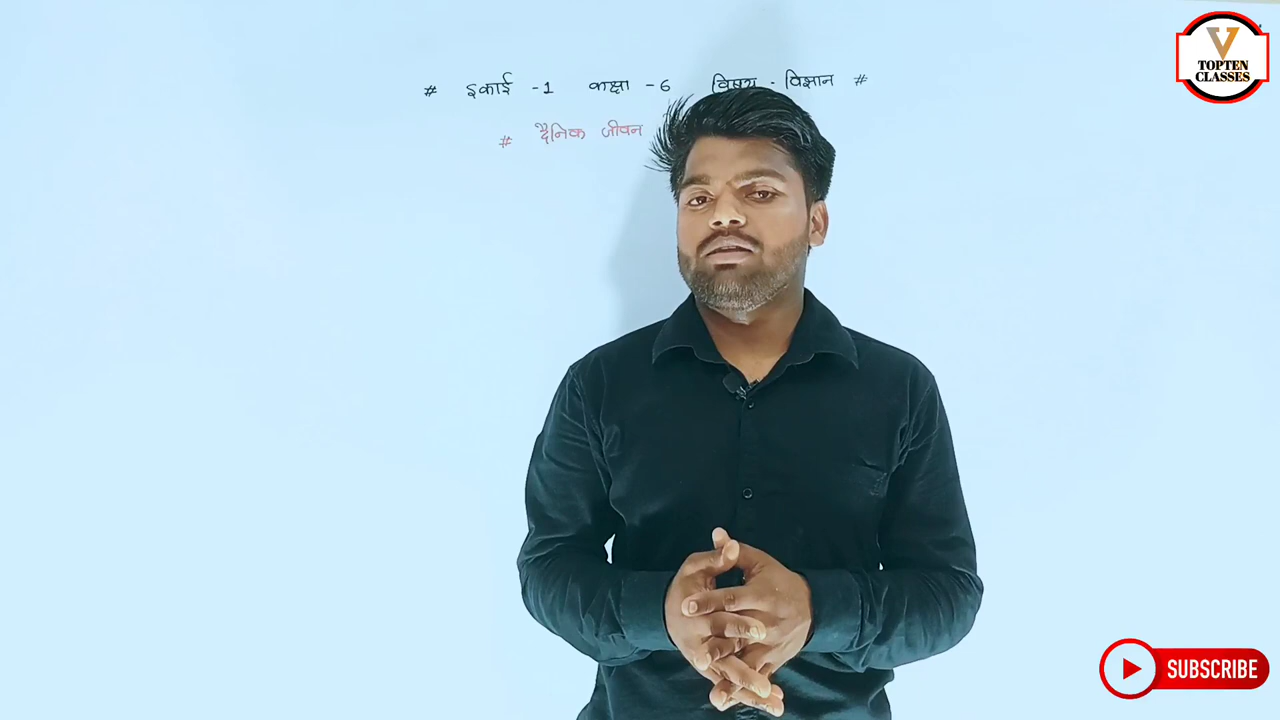 # इकाई -1 कक्षा -6 विषय - विज्ञान #
# दैनिक जीवन
V
TOPTEN
CLASSES
SUBSCRIBE